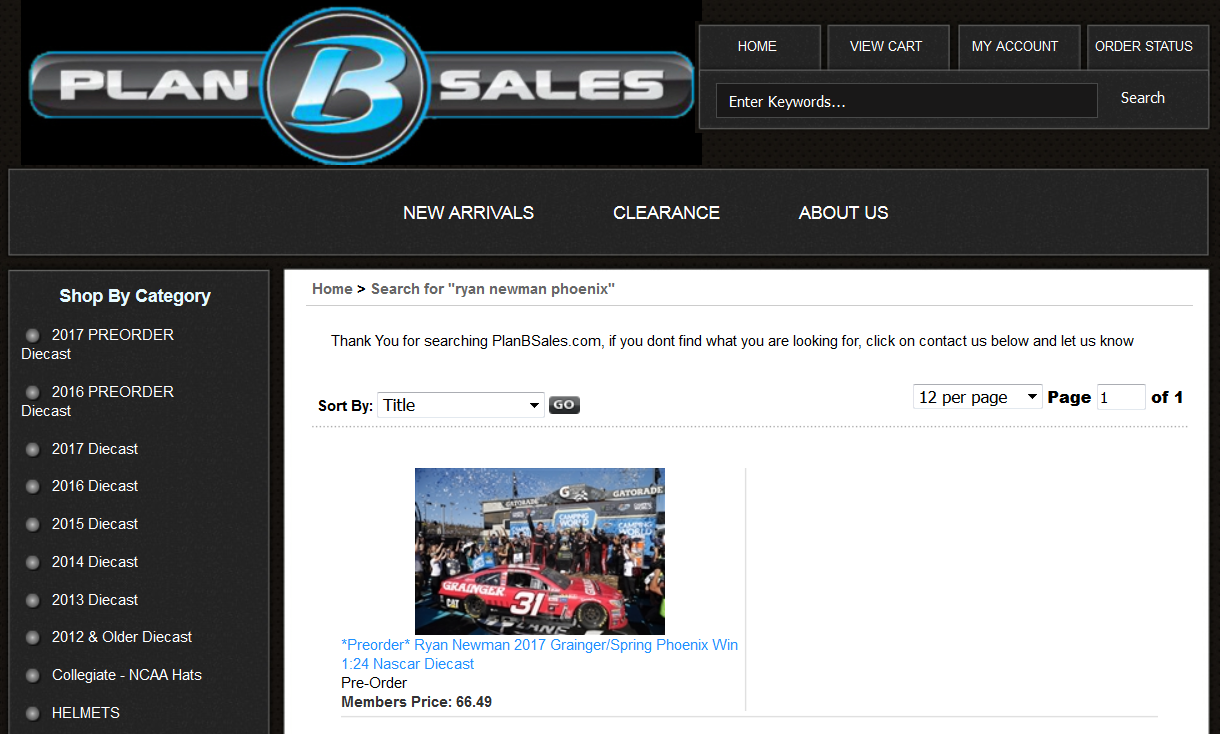 PLAN B SALES
HOME
VIEW CART
MY ACCOUNT
ORDER STATUS
Enter Keywords...
Search
NEW ARRIVALS
CLEARANCE
ABOUT US
Shop By Category
2017 PREORDER
Diecast
2016 PREORDER
Diecast
2017 Diecast
2016 Diecast
2015 Diecast
2014 Diecast
2013 Diecast
2012 & Older Diecast
Collegiate - NCAA Hats
HELMETS
Home > Search for "ryan newman phoenix"
Thank You for searching PlanBSales.com, if you dont find what you are looking for, click on contact us below and let us know
Sort By: Title GO
12 per page Page 1 of 1
GATORADE
G
GATORADE
CAMPING
WORLD
CAMPING
WORLD
GRAINGER
CAT
31
*Preorder* Ryan Newman 2017 Grainger/Spring Phoenix Win
1:24 Nascar Diecast
Pre-Order
Members Price: 66.49